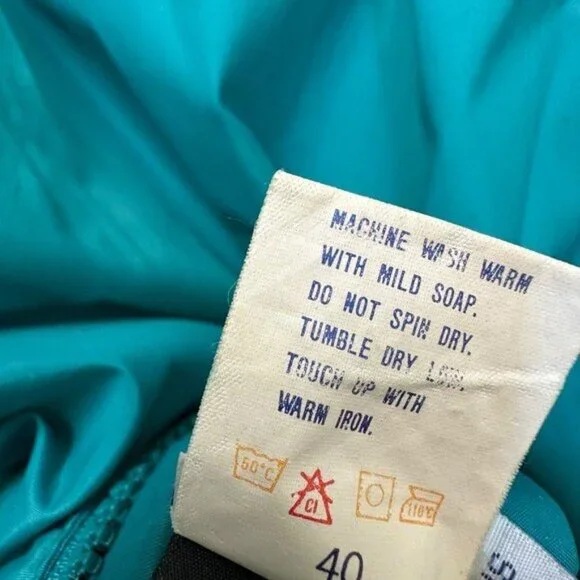 MACHINE WASH WARM
WITH MILD SOAP.
DO NOT SPIN DRY.
TUMBLE DRY LOW.
TOUCH UP WITH
WARM IRON.
50°C Cl 110°C
40